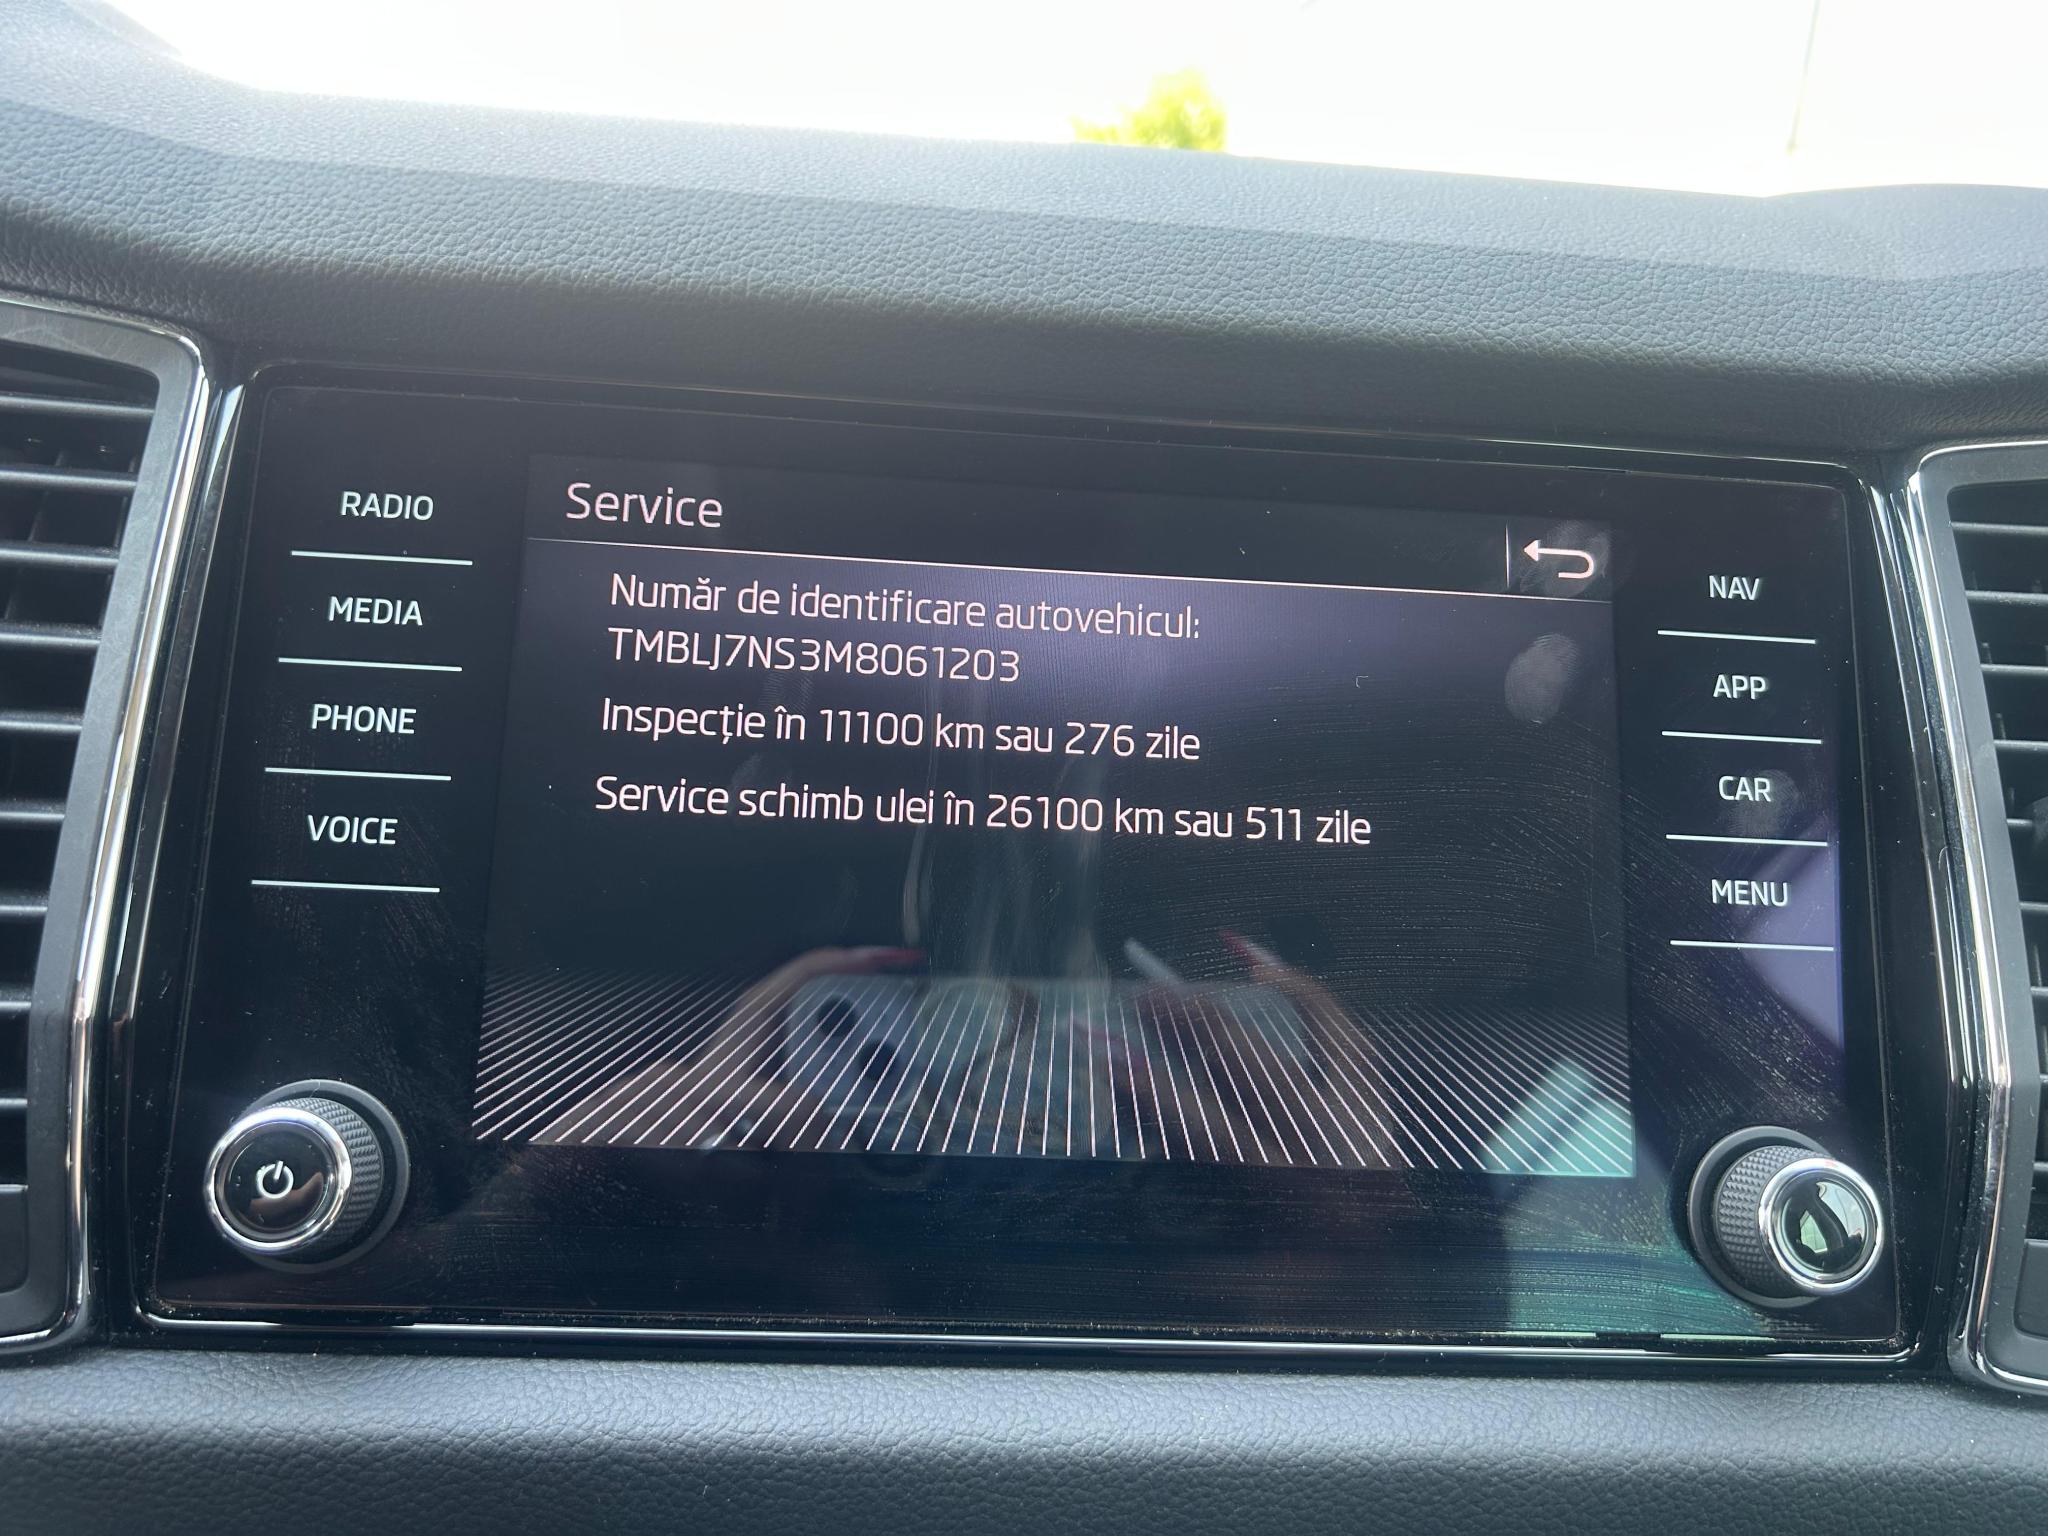 Service
RADIO
MEDIA
PHONE
VOICE
Număr de identificare autovehicul:
TMBLJ7NS3M8061203
Inspecție în 11100 km sau 276 zile
Service schimb ulei în 26100 km sau 511 zile
NAV
APP
CAR
MENU